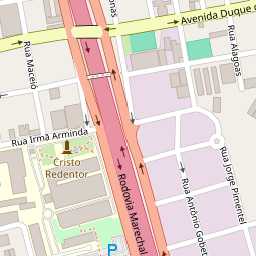 onas
Avenida Duque d
Rua Maceió
Rua Alagoas
Rua Irmã Arminda
Cristo
Redentor
Rodovia Marechal
Rua Jorge Pimentel
Rua Antônio Gobet
P